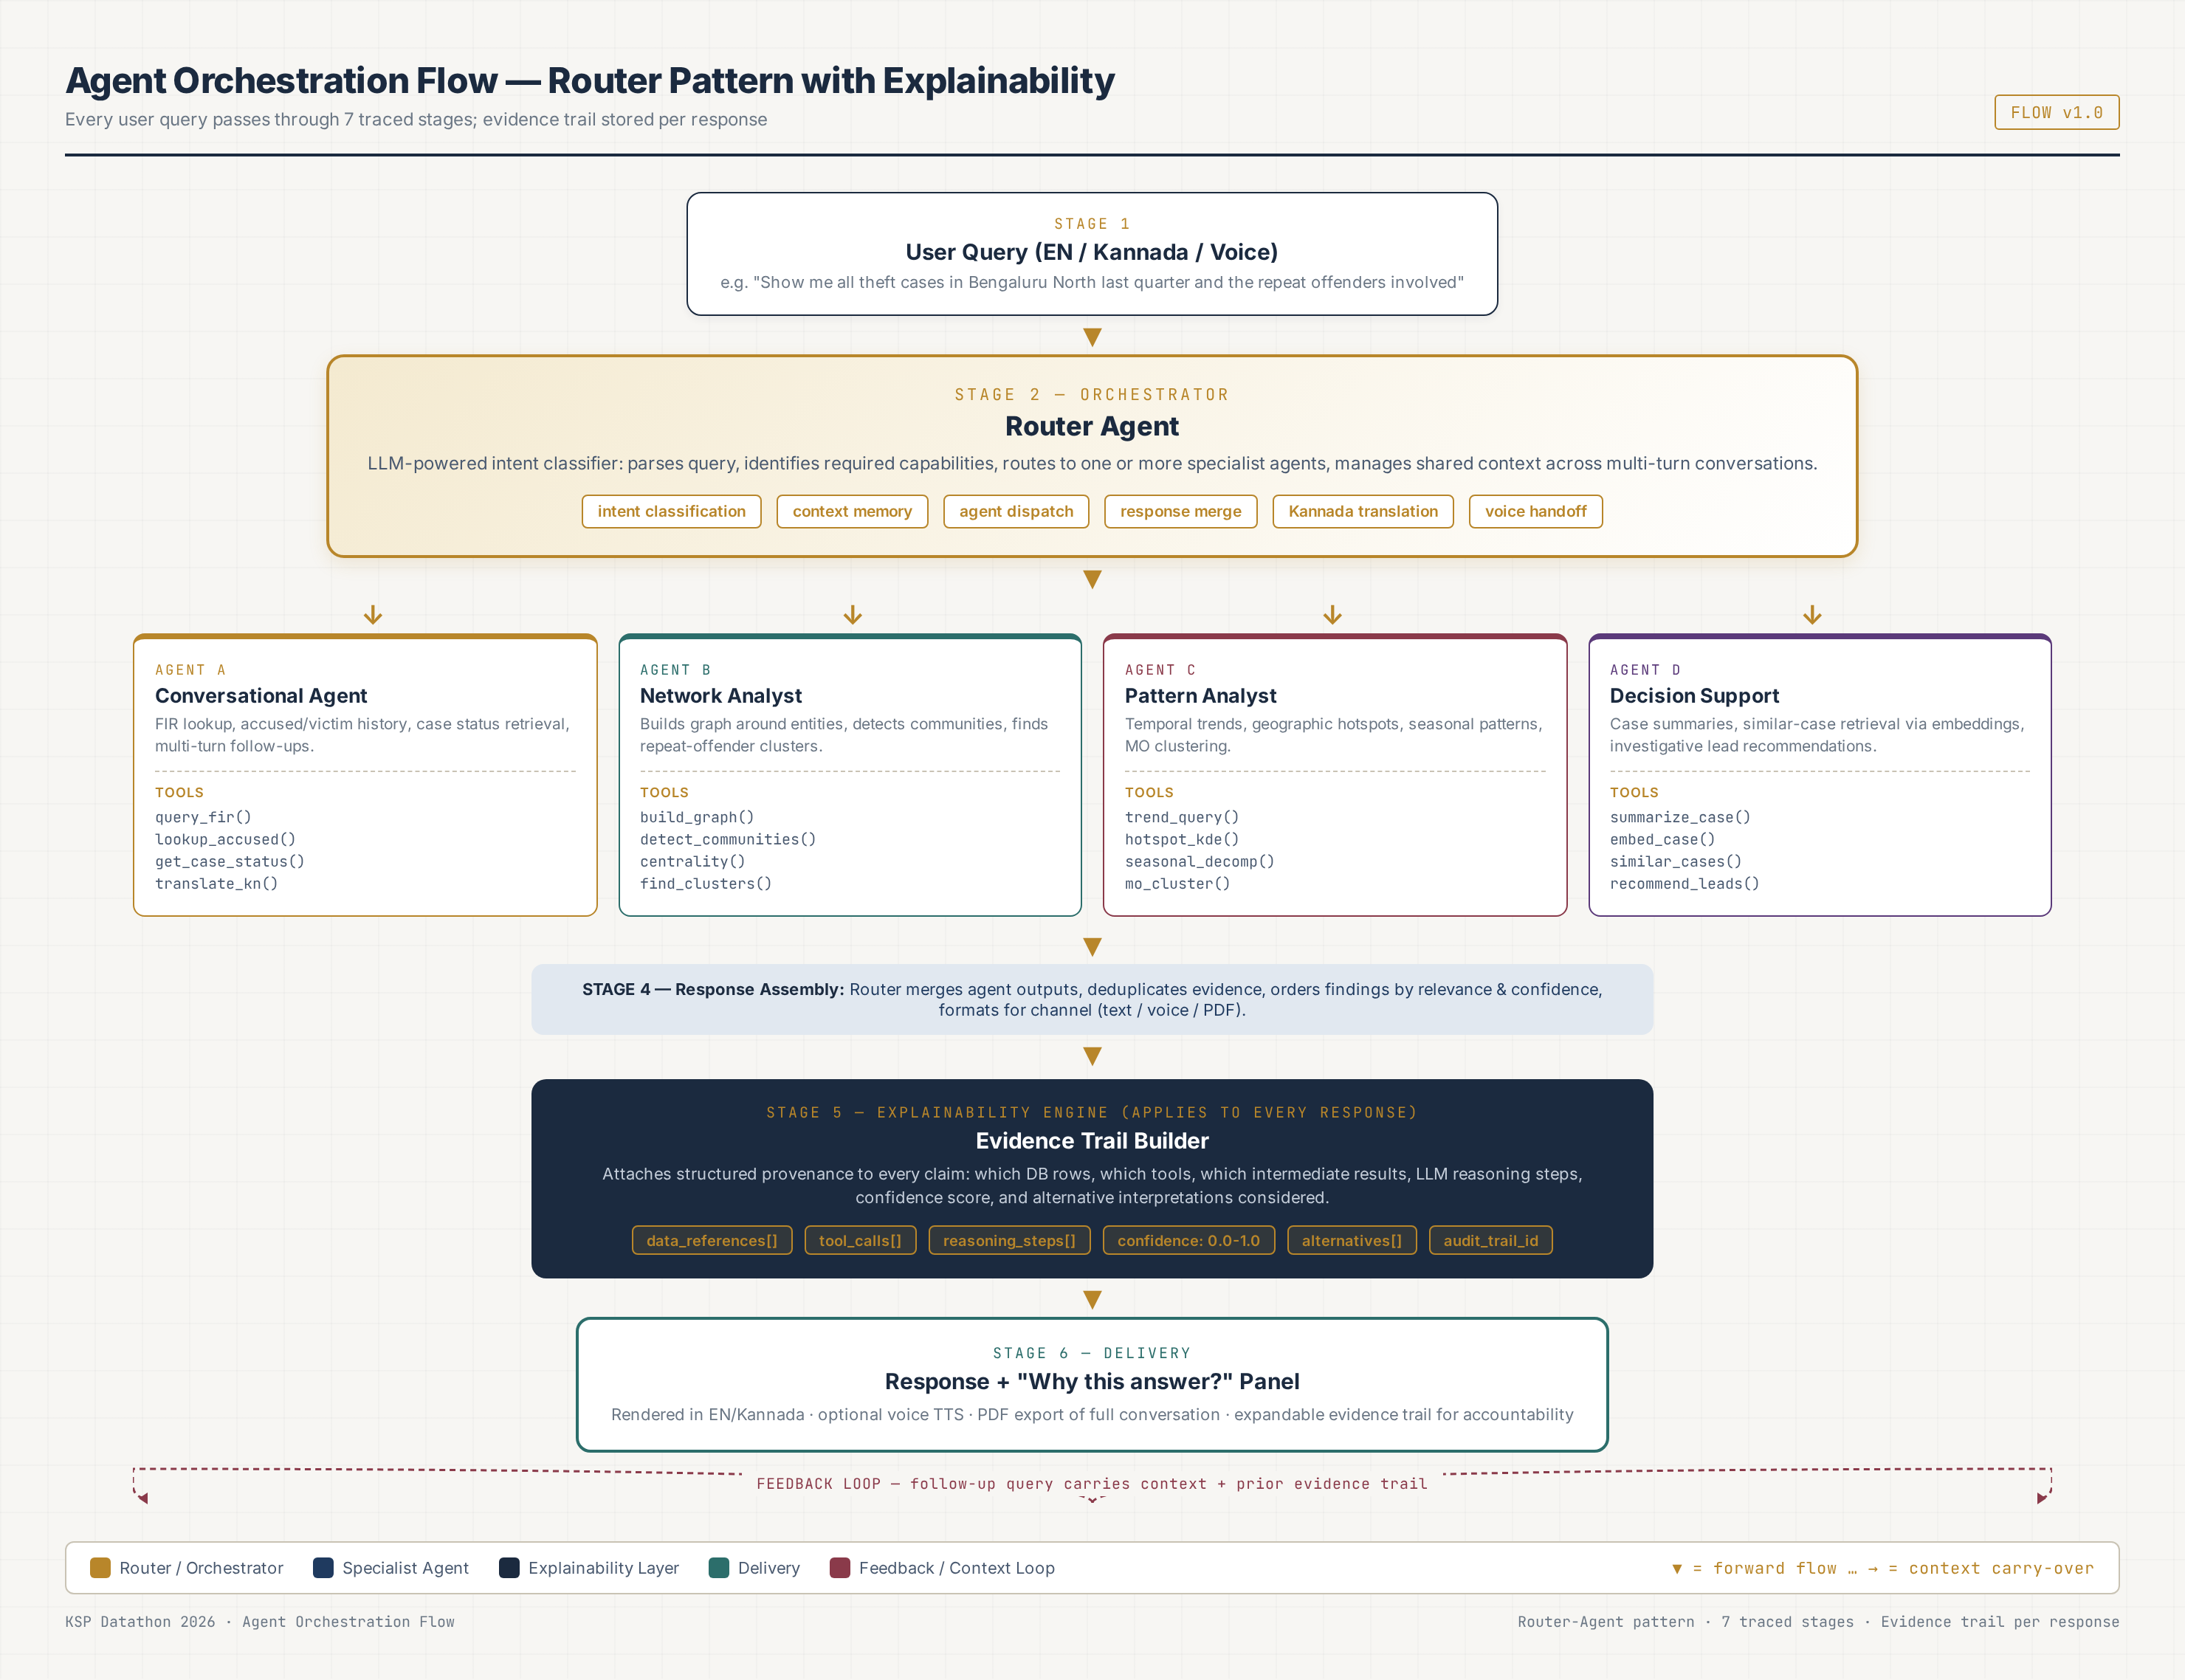 Agent Orchestration Flow — Router Pattern with Explainability
Every user query passes through 7 traced stages; evidence trail stored per response
FLOW v1.0
STAGE 1
User Query (EN / Kannada / Voice)
e.g. "Show me all theft cases in Bengaluru North last quarter and the repeat offenders involved"
▼
STAGE 2 — ORCHESTRATOR
Router Agent
LLM-powered intent classifier: parses query, identifies required capabilities, routes to one or more specialist agents, manages shared context across multi-turn conversations.
intent classification
context memory
agent dispatch
response merge
Kannada translation
voice handoff
▼
↓ ↓ ↓ ↓
AGENT A
Conversational Agent
FIR lookup, accused/victim history, case status retrieval,
multi-turn follow-ups.
TOOLS
query_fir()
lookup_accused()
get_case_status()
translate_kn()
AGENT B
Network Analyst
Builds graph around entities, detects communities, finds
repeat-offender clusters.
TOOLS
build_graph()
detect_communities()
centrality()
find_clusters()
AGENT C
Pattern Analyst
Temporal trends, geographic hotspots, seasonal patterns,
MO clustering.
TOOLS
trend_query()
hotspot_kde()
seasonal_decomp()
mo_cluster()
AGENT D
Decision Support
Case summaries, similar-case retrieval via embeddings,
investigative lead recommendations.
TOOLS
summarize_case()
embed_case()
similar_cases()
recommend_leads()
▼
STAGE 4 — Response Assembly: Router merges agent outputs, deduplicates evidence, orders findings by relevance & confidence,
formats for channel (text / voice / PDF).
▼
STAGE 5 — EXPLAINABILITY ENGINE (APPLIES TO EVERY RESPONSE)
Evidence Trail Builder
Attaches structured provenance to every claim: which DB rows, which tools, which intermediate results, LLM reasoning steps,
confidence score, and alternative interpretations considered.
data_references[]
tool_calls[]
reasoning_steps[]
confidence: 0.0-1.0
alternatives[]
audit_trail_id
▼
STAGE 6 — DELIVERY
Response + "Why this answer?" Panel
Rendered in EN/Kannada · optional voice TTS · PDF export of full conversation · expandable evidence trail for accountability
FEEDBACK LOOP — follow-up query carries context + prior evidence trail
Router / Orchestrator
Specialist Agent
Explainability Layer
Delivery
Feedback / Context Loop
▼ = forward flow … → = context carry-over
KSP Datathon 2026 · Agent Orchestration Flow
Router-Agent pattern · 7 traced stages · Evidence trail per response